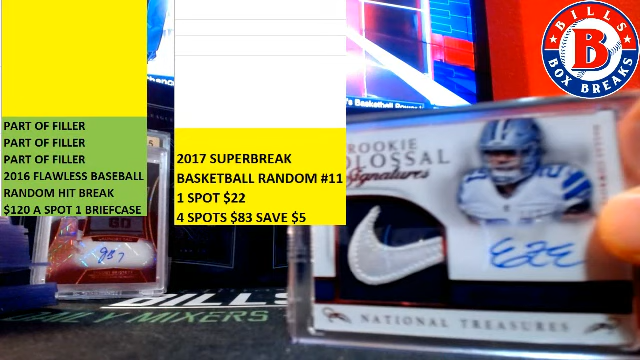 PART OF FILLER
PART OF FILLER
PART OF FILLER
2016 FLAWLESS BASEBALL
RANDOM HIT BREAK
$120 A SPOT 1 BRIEFCASE
2017 SUPERBREAK
BASKETBALL RANDOM #11
1 SPOT $22
4 SPOTS $83 SAVE $5
BILLS
B
BOX BREAKS
ROOKIE
COLOSSAL
Signatures
EZE
NATIONAL TREASURES
BILLS
DAILY MIXERS